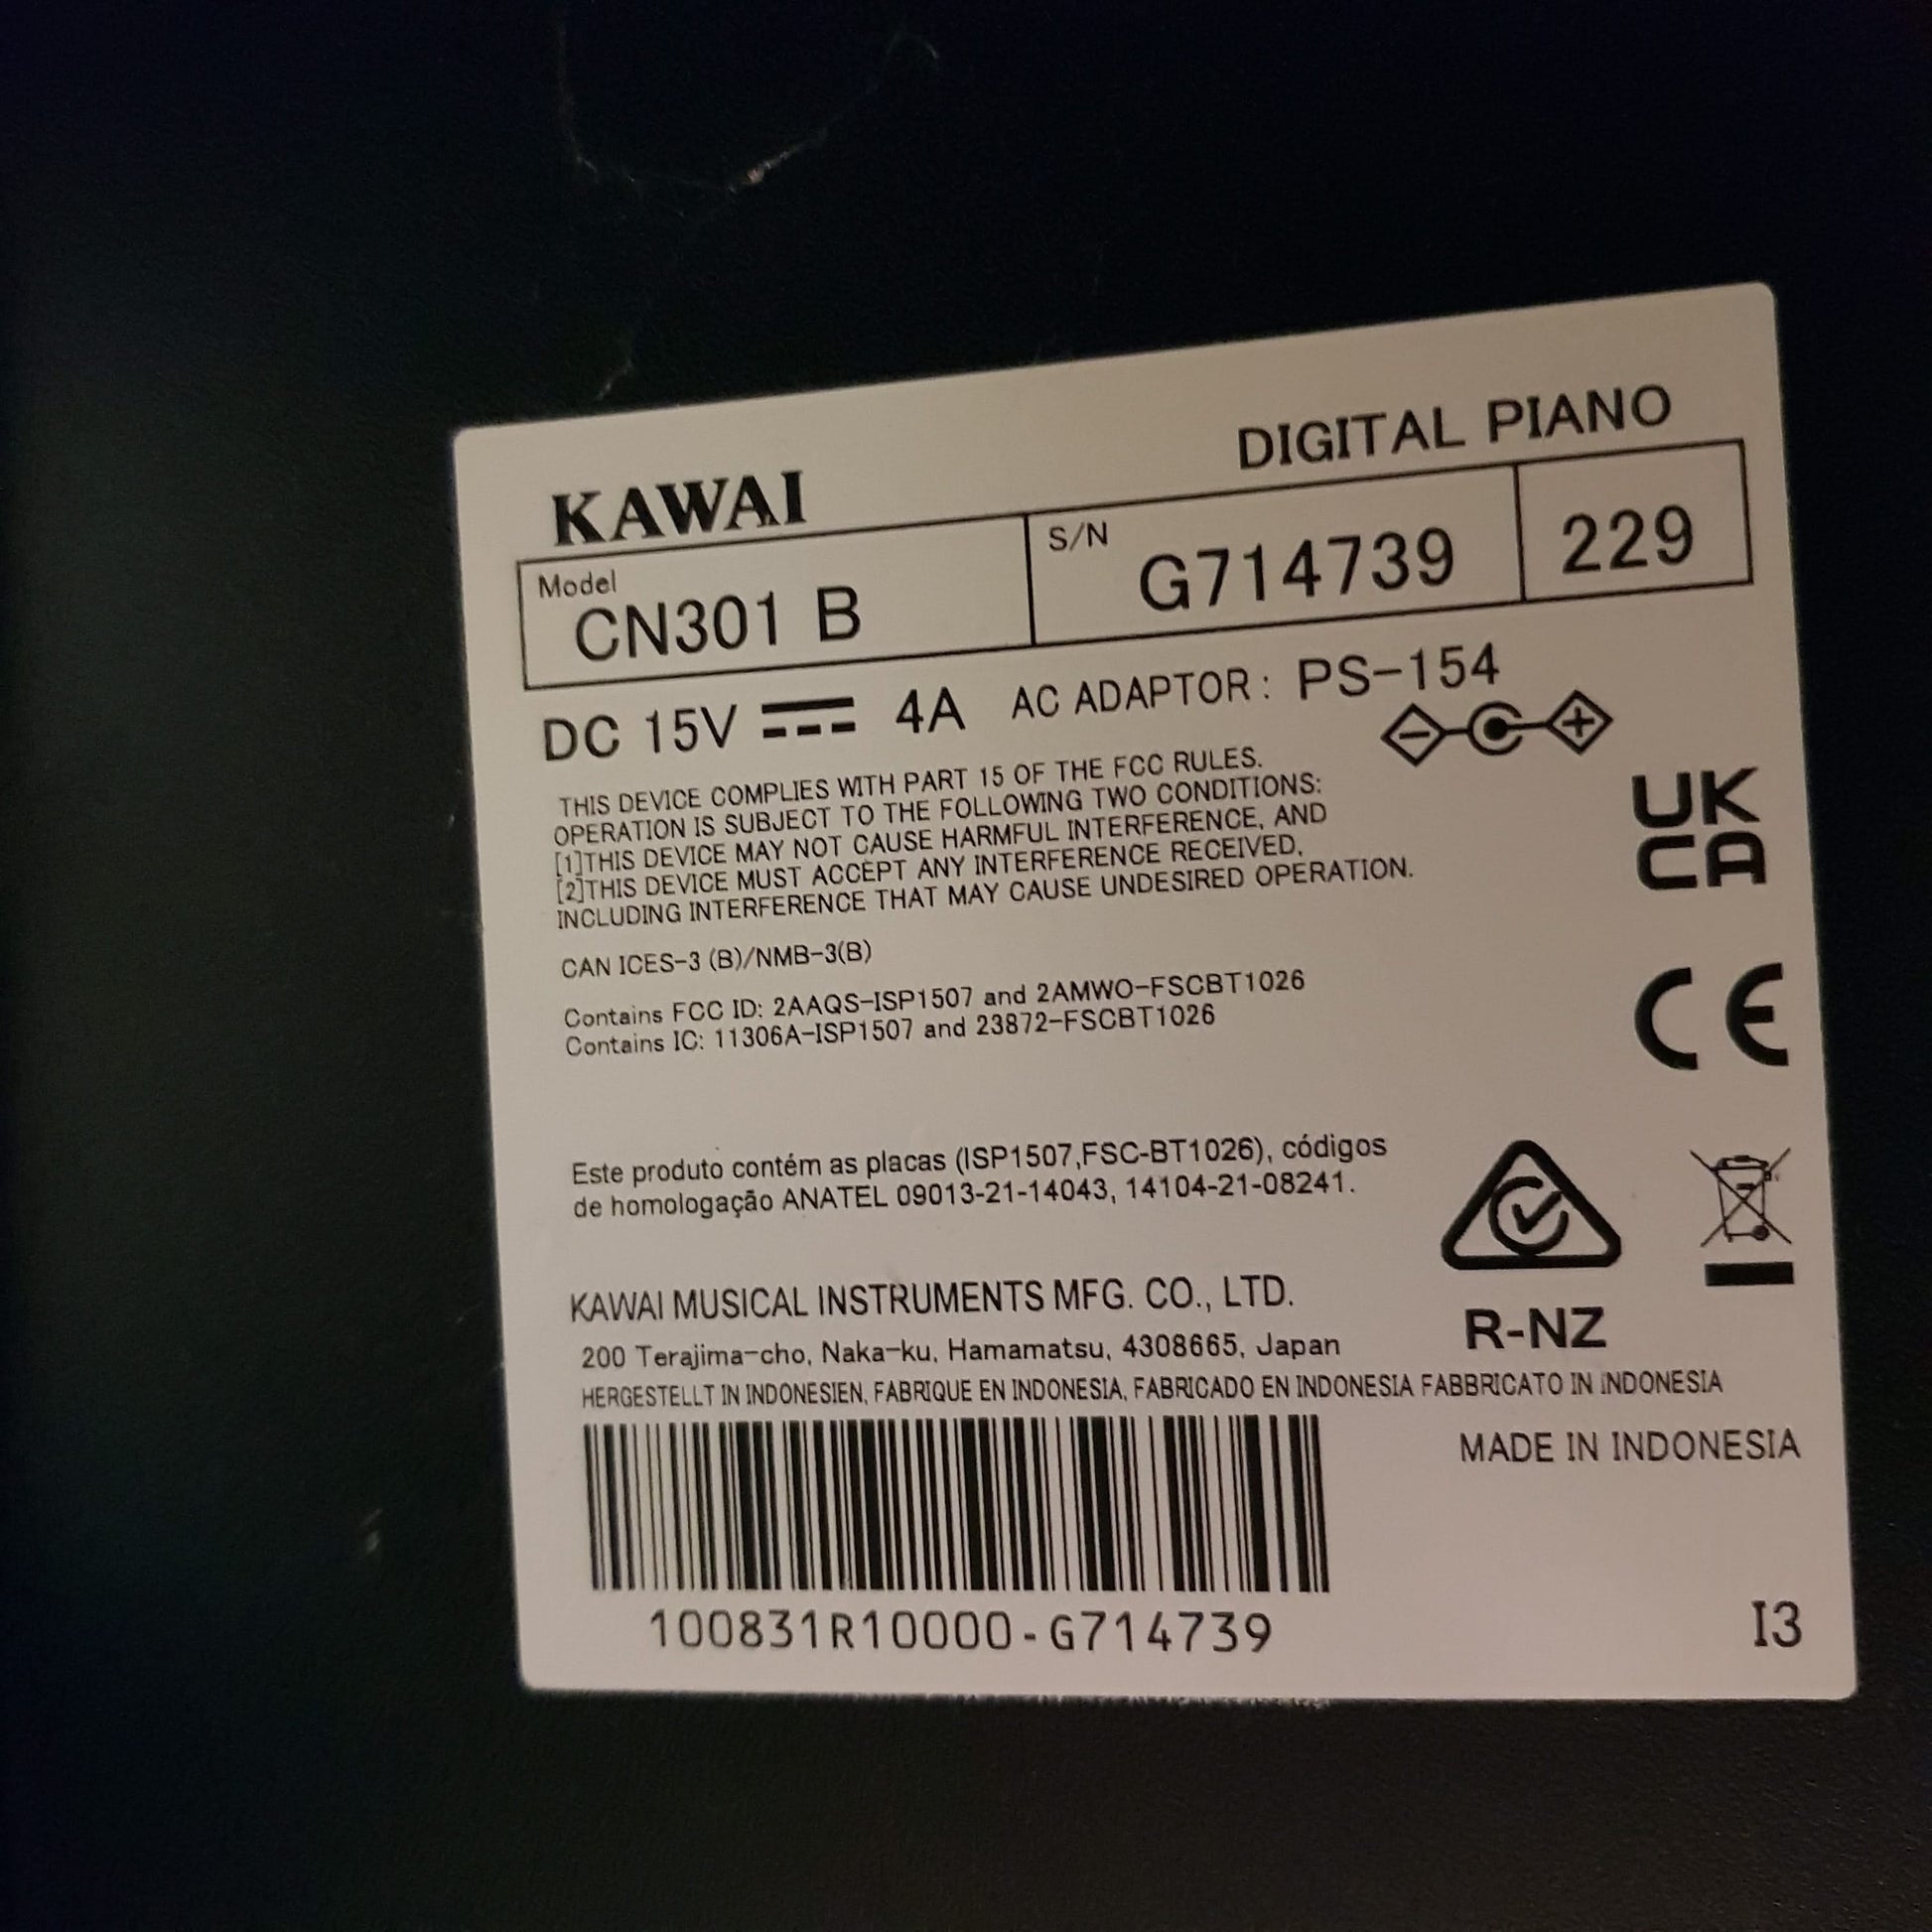 DIGITAL PIANO
KAWAI
Model
CN301 B
S/N
G714739
229
DC 15V 4A AC ADAPTOR: PS-154
THIS DEVICE COMPLIES WITH PART 15 OF THE FCC RULES.
OPERATION IS SUBJECT TO THE FOLLOWING TWO CONDITIONS:
[1]THIS DEVICE MAY NOT CAUSE HARMFUL INTERFERENCE, AND
[2]THIS DEVICE MUST ACCEPT ANY INTERFERENCE RECEIVED,
INCLUDING INTERFERENCE THAT MAY CAUSE UNDESIRED OPERATION.
UK
CA
CAN ICES-3 (B)/NMB-3(B)
Contains FCC ID: 2AAQS-ISP1507 and 2AMWO-FSCBT1026
Contains IC: 11306A-ISP1507 and 23872-FSCBT1026
CE
Este produto contém as placas (ISP1507,FSC-BT1026), códigos
de homologação ANATEL 09013-21-14043, 14104-21-08241.
KAWAI MUSICAL INSTRUMENTS MFG. CO., LTD.
R-NZ
200 Terajima-cho, Naka-ku, Hamamatsu, 4308665, Japan
HERGESTELLT IN INDONESIEN, FABRIQUE EN INDONESIA, FABRICADO EN INDONESIA FABBRICATO IN INDONESIA
MADE IN INDONESIA
100831R10000-G714739
I3